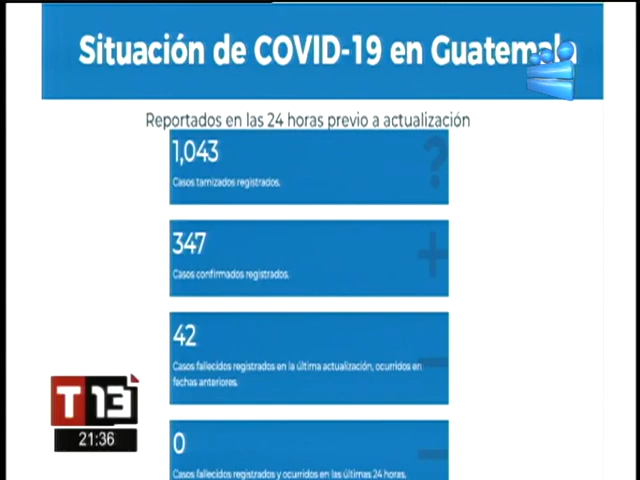 Situación de COVID-19 en Guatemala
Reportados en las 24 horas previo a actualización
1,043
?
Casos tamizados registrados.
347
+
Casos confirmados registrados.
42
Casos fallecidos registrados en la última actualización, ocurridos en
fechas anteriores.
0
Casos fallecidos registrados y ocurridos en las últimas 24 horas.
T 13
21:36